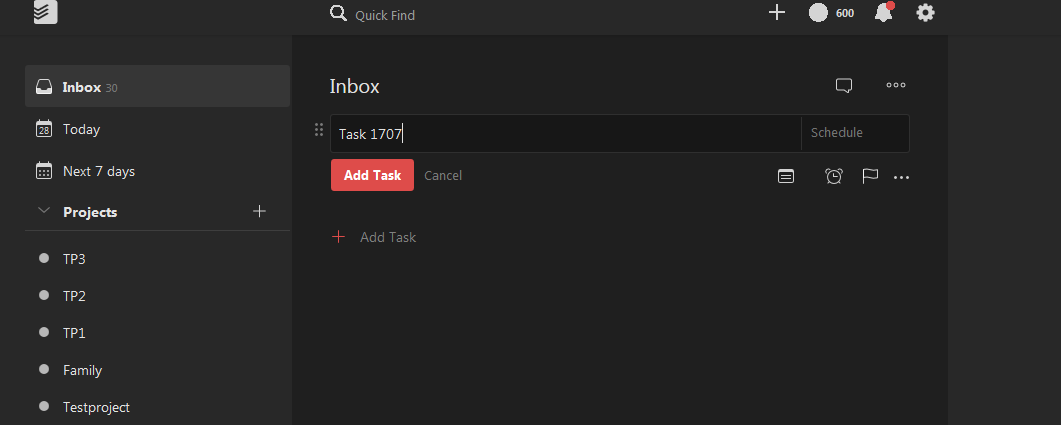 Quick Find
600
Inbox 30
28 Today
Next 7 days
Projects
TP3
TP2
TP1
Family
Testproject
Inbox
Task 1707
Schedule
Add Task
Cancel
Add Task